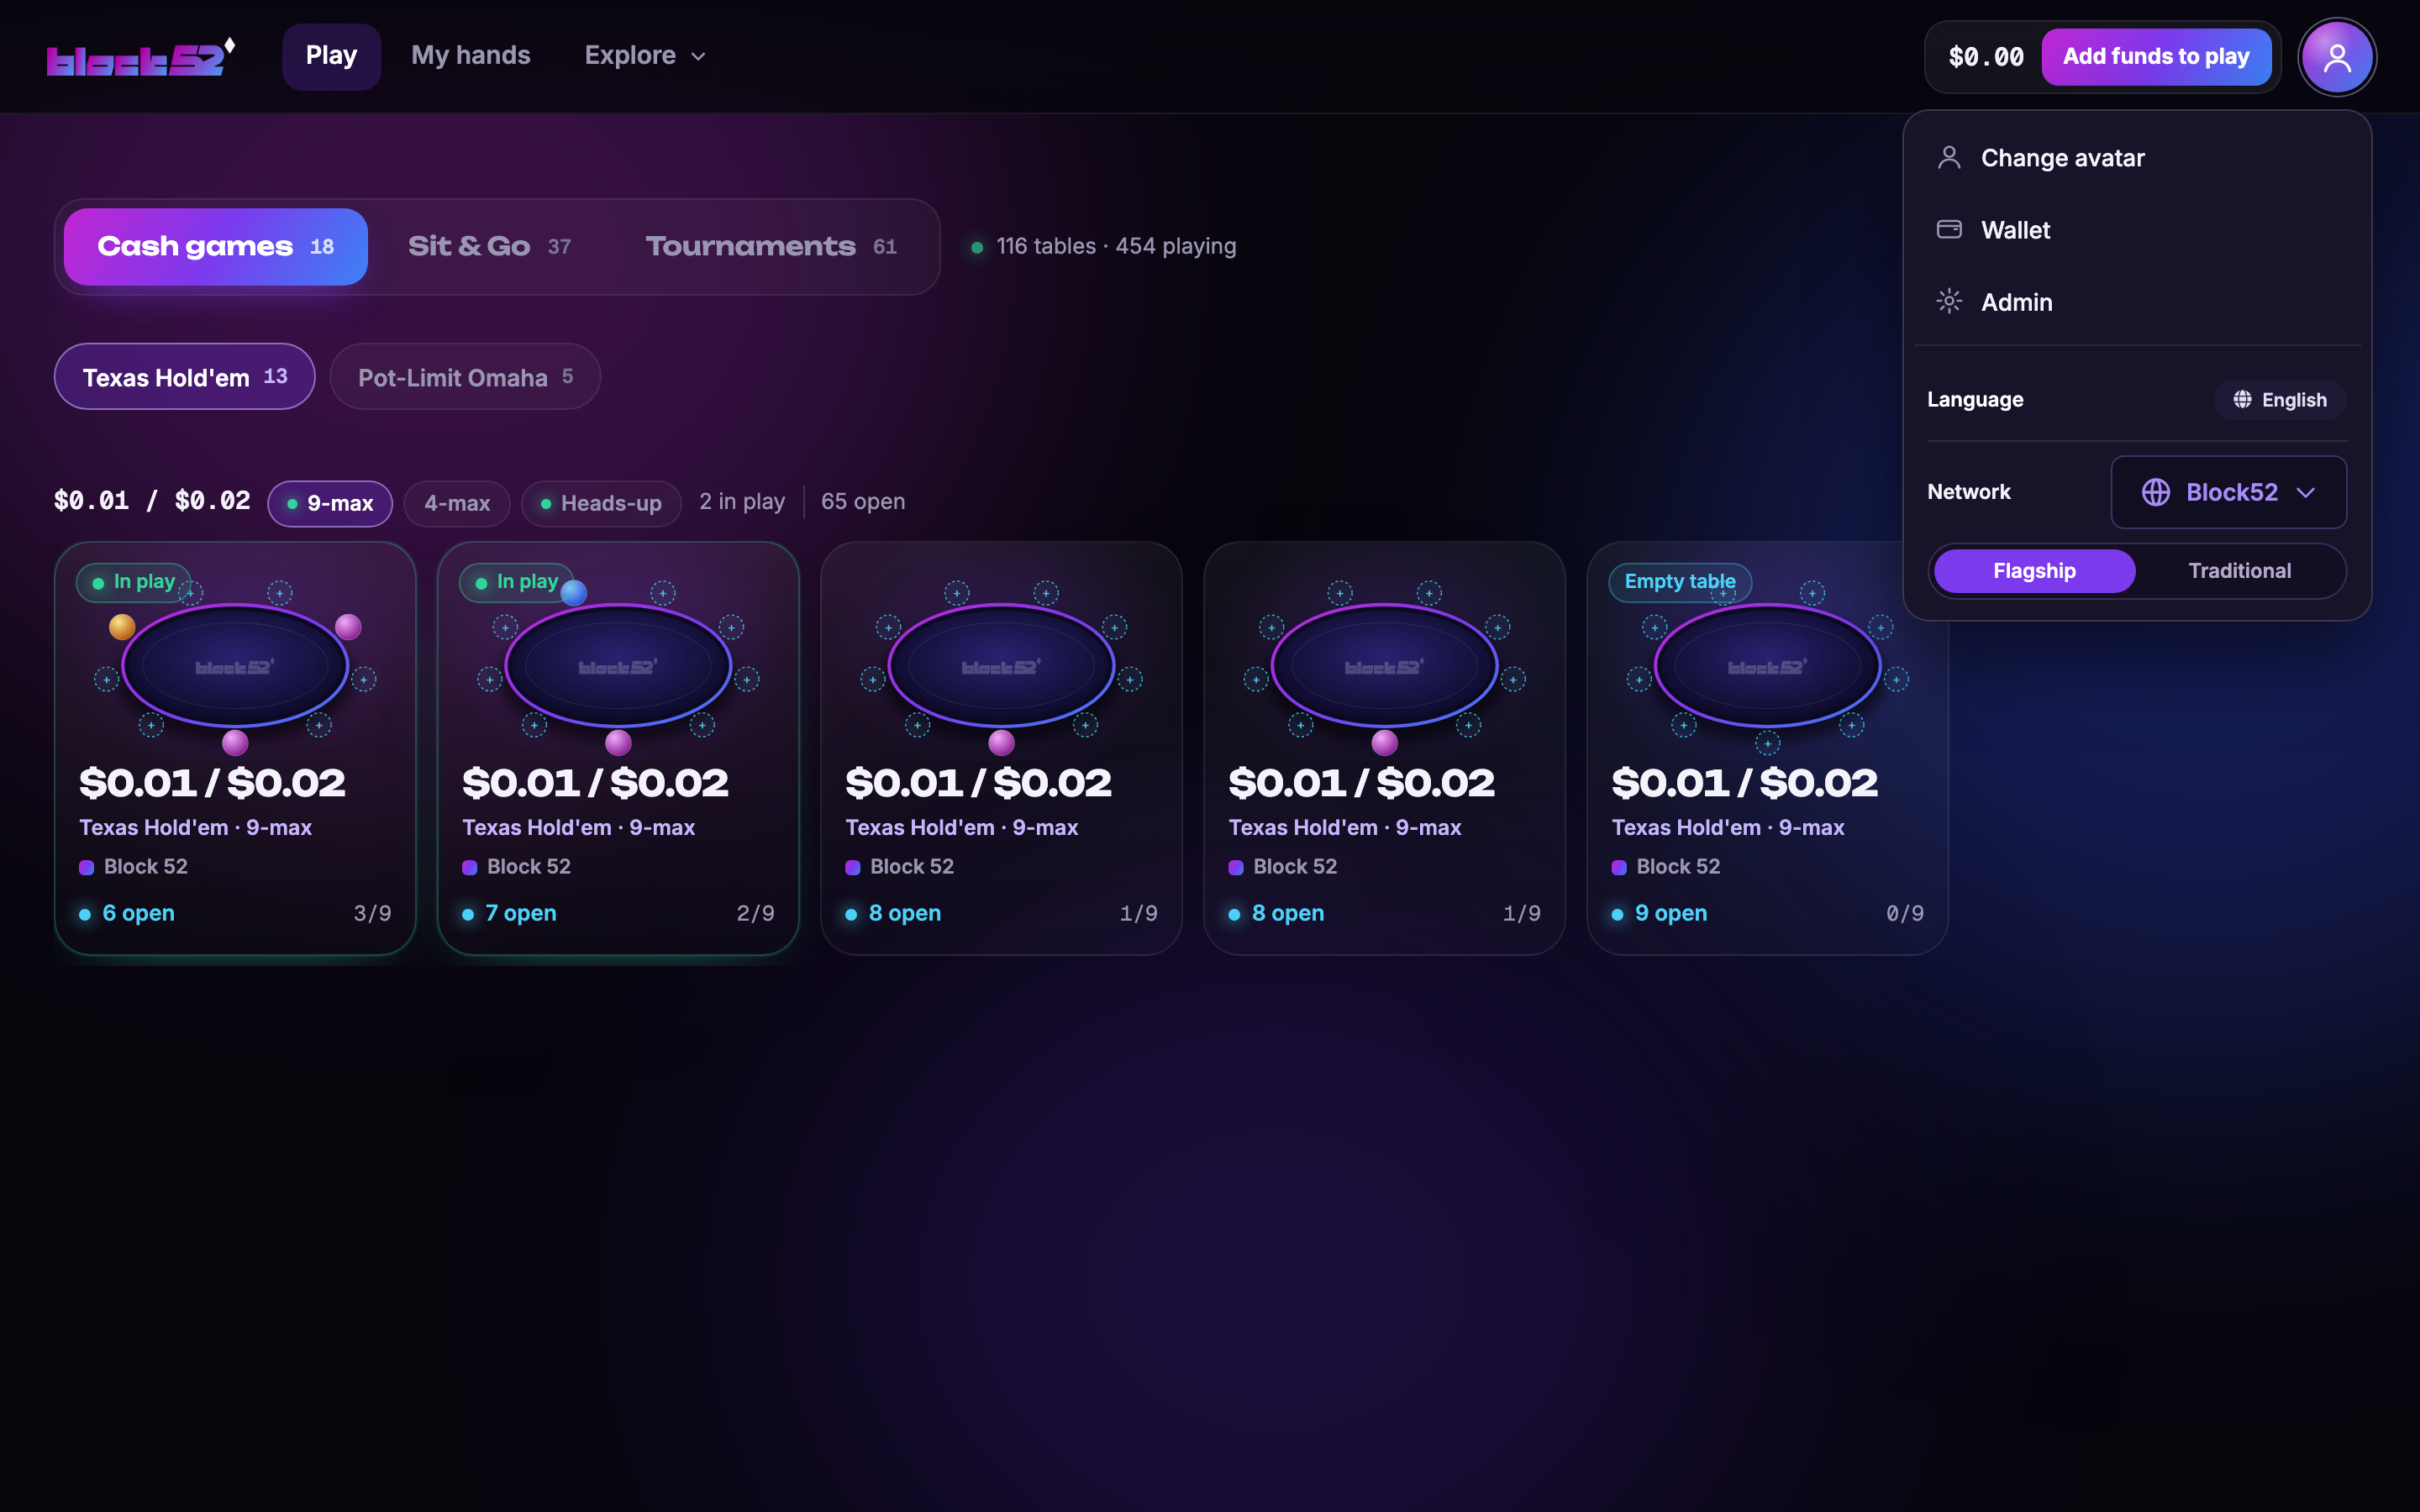 block52
Play
My hands
Explore
$0.00
Add funds to play
Change avatar
Wallet
Admin
Language
English
Network
Block52
Flagship
Traditional
Cash games 18
Sit & Go 37
Tournaments 61
116 tables · 454 playing
Texas Hold'em 13
Pot-Limit Omaha 5
$0.01 / $0.02
9-max
4-max
Heads-up
2 in play
65 open
In play
block52
$0.01 / $0.02
Texas Hold'em · 9-max
Block 52
6 open 3/9
In play
block52
$0.01 / $0.02
Texas Hold'em · 9-max
Block 52
7 open 2/9
block52
$0.01 / $0.02
Texas Hold'em · 9-max
Block 52
8 open 1/9
block52
$0.01 / $0.02
Texas Hold'em · 9-max
Block 52
8 open 1/9
Empty table
block52
$0.01 / $0.02
Texas Hold'em · 9-max
Block 52
9 open 0/9